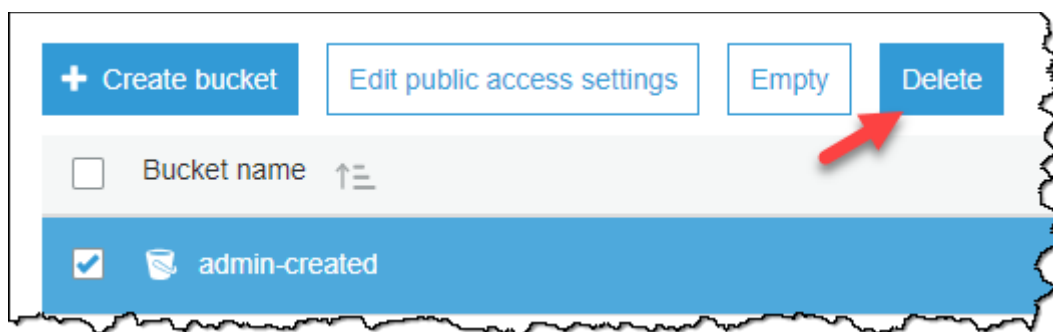 Create bucket Edit public access settings Empty Delete
Bucket name
admin-created